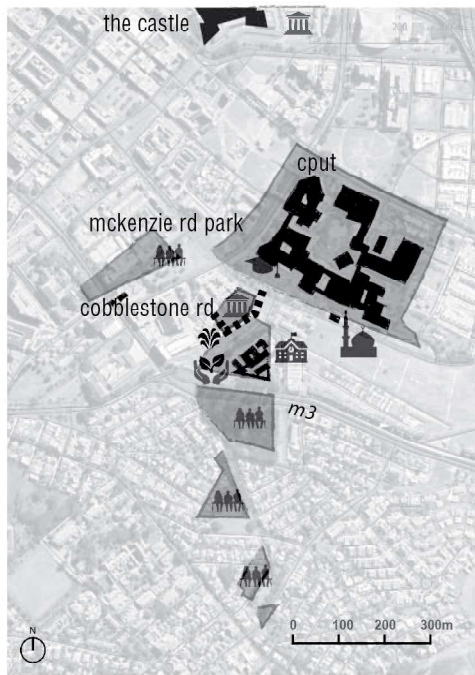 the castle
cput
mckenzie rd park
cobblestone rd
m3
N
0 100 200 300m